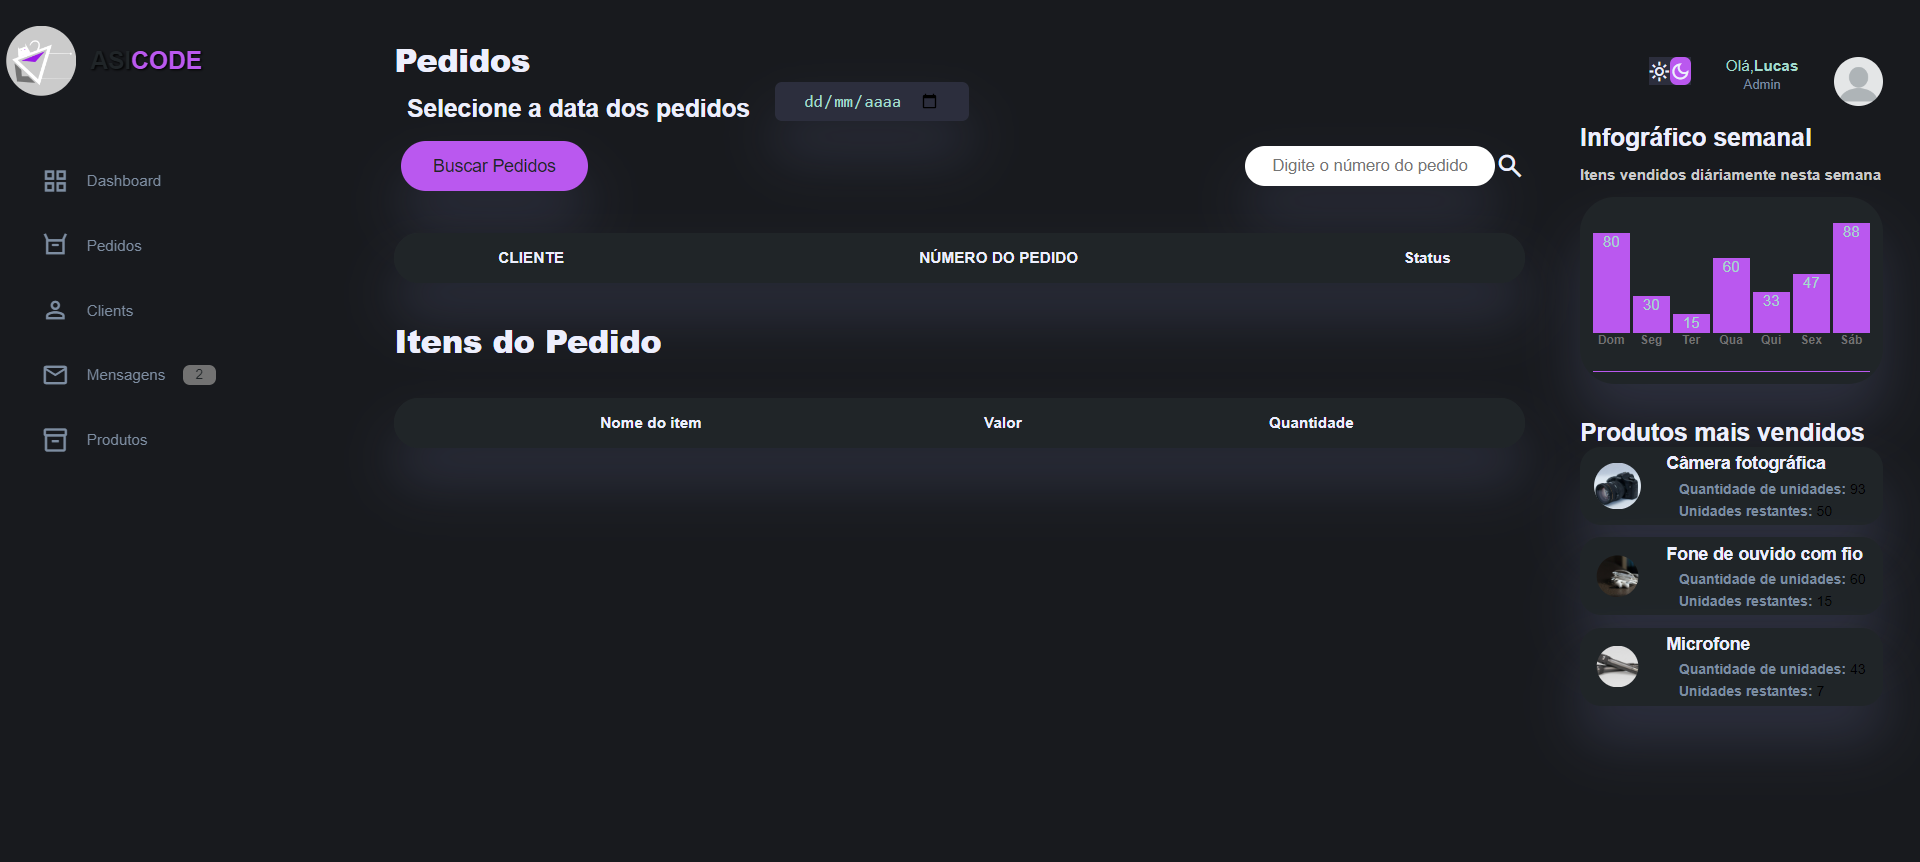 ASICODE
Dashboard
Pedidos
Clients
Mensagens 2
Produtos
Pedidos
Selecione a data dos pedidos dd/mm/aaaa
Buscar Pedidos
Digite o número do pedido
CLIENTE NÚMERO DO PEDIDO Status
Itens do Pedido
Nome do item Valor Quantidade
Olá,Lucas
Admin
Infográfico semanal
Itens vendidos diáriamente nesta semana
80 30 15 60 33 47 88
Dom Seg Ter Qua Qui Sex Sáb
Produtos mais vendidos
Câmera fotográfica
Quantidade de unidades: 93
Unidades restantes: 50
Fone de ouvido com fio
Quantidade de unidades: 60
Unidades restantes: 15
Microfone
Quantidade de unidades: 43
Unidades restantes: 7